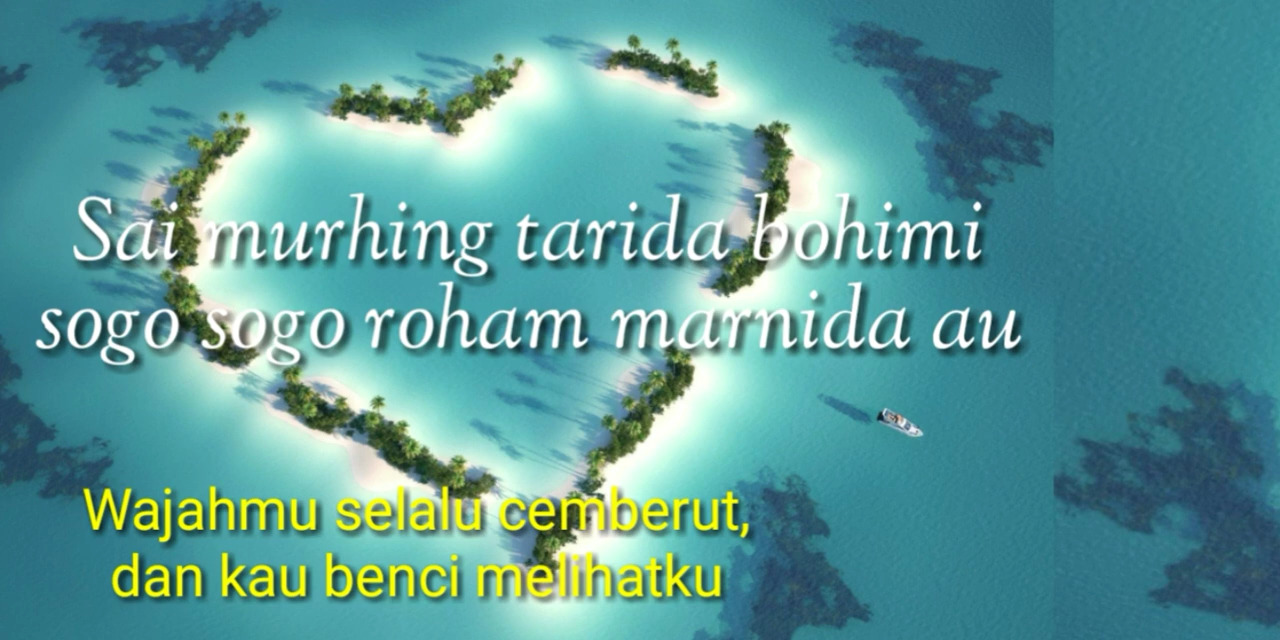 Sai murhing tarida bohimi
sogo sogo roham marnida au
Wajahmu selalu cemberut,
dan kau benci melihatku